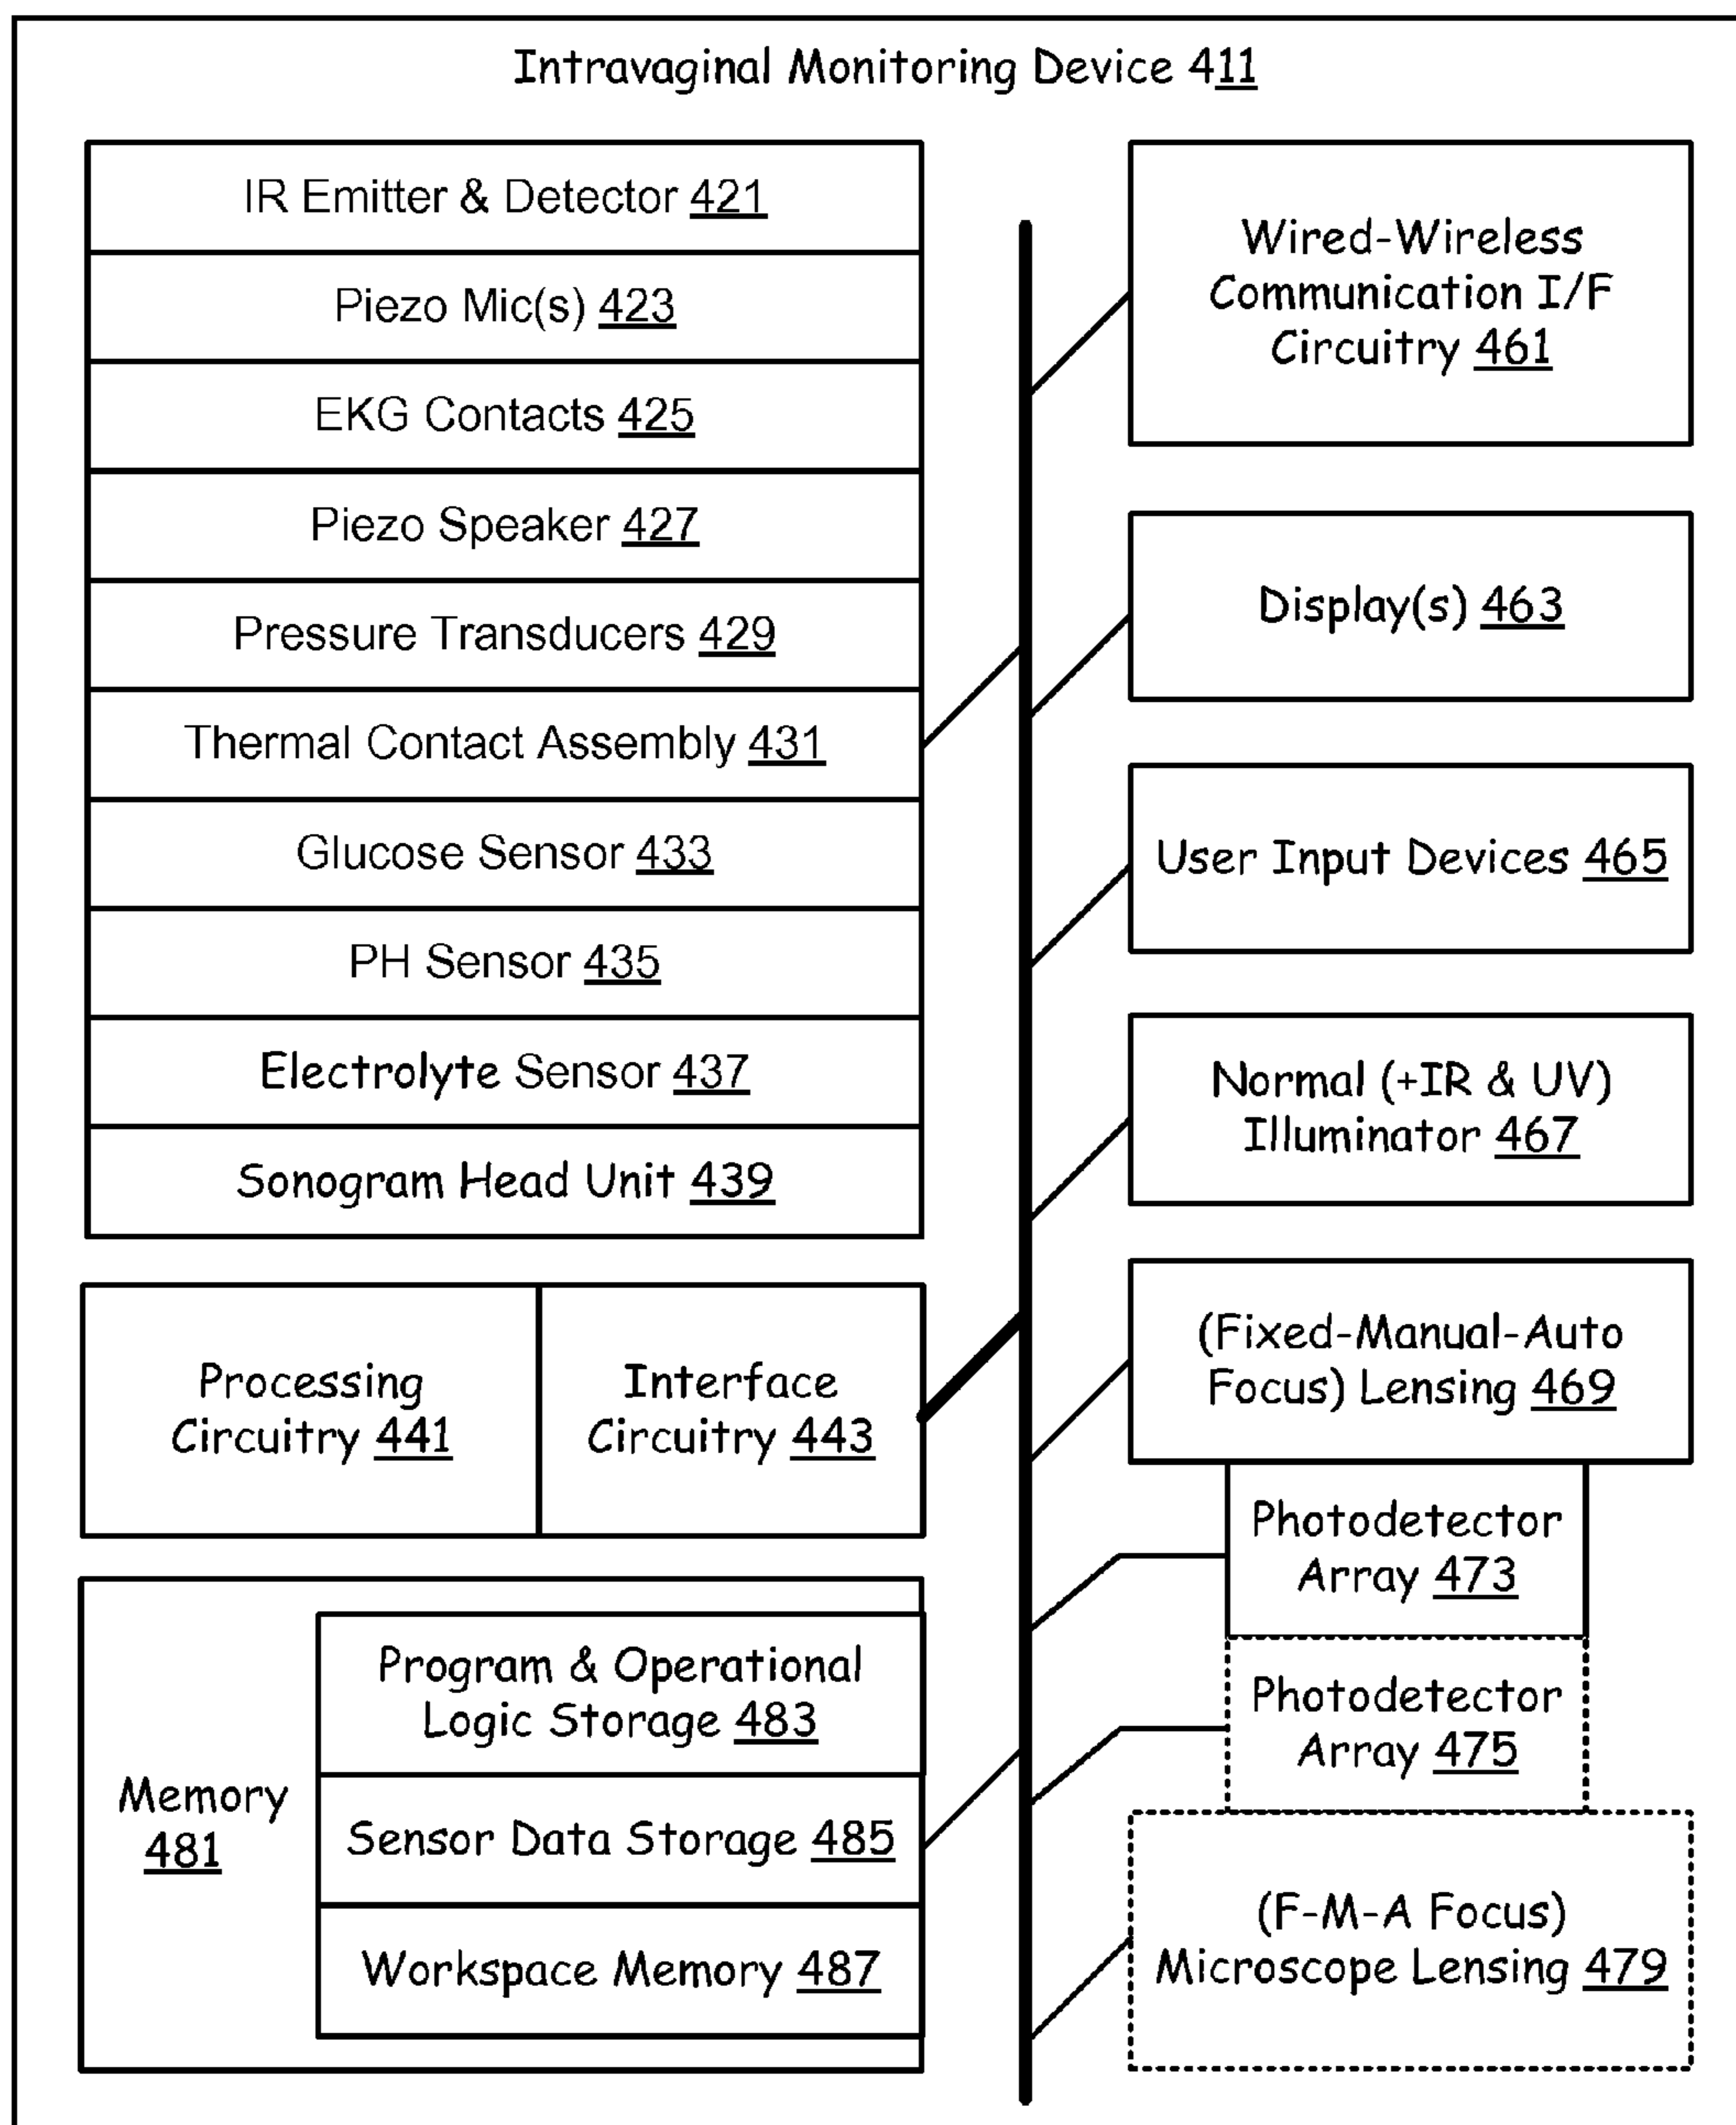 Intravaginal Monitoring Device 411
IR Emitter & Detector 421
Piezo Mic(s) 423
EKG Contacts 425
Piezo Speaker 427
Pressure Transducers 429
Thermal Contact Assembly 431
Glucose Sensor 433
PH Sensor 435
Electrolyte Sensor 437
Sonogram Head Unit 439
Processing
Circuitry 441
Interface
Circuitry 443
Memory
481
Program & Operational
Logic Storage 483
Sensor Data Storage 485
Workspace Memory 487
Wired-Wireless
Communication I/F
Circuitry 461
Display(s) 463
User Input Devices 465
Normal (+IR & UV)
Illuminator 467
(Fixed-Manual-Auto
Focus) Lensing 469
Photodetector
Array 473
Photodetector
Array 475
(F-M-A Focus)
Microscope Lensing 479